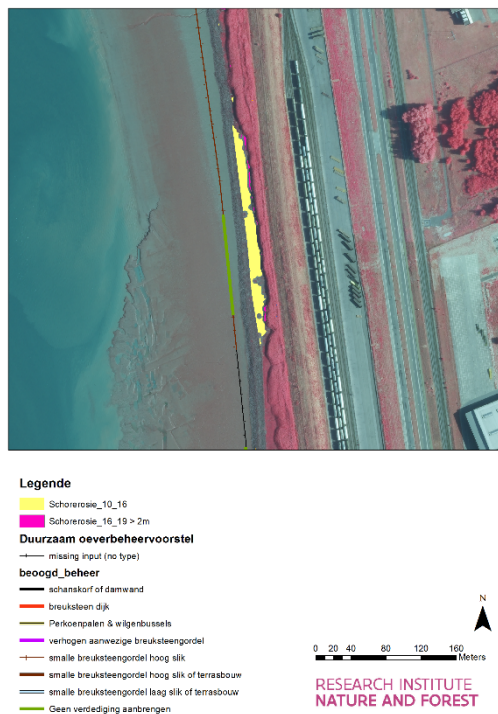 Legende
Schorerosie_10_16
Schorerosie_16_19 > 2m
Duurzaam oeverbeheervoorstel
missing input (no type)
beoogd_beheer
schanskorf of damwand
breuksteen dijk
Perkoenpalen & wilgenbussels
verhogen aanwezige breuksteengordel
smalle breuksteengordel hoog slik
smalle breuksteengordel hoog slik of terrasbouw
smalle breuksteengordel laag slik of terrasbouw
Geen verdediging aanbrengen
N
0 20 40 80 120 160
Meters
RESEARCH INSTITUTE
NATURE AND FOREST